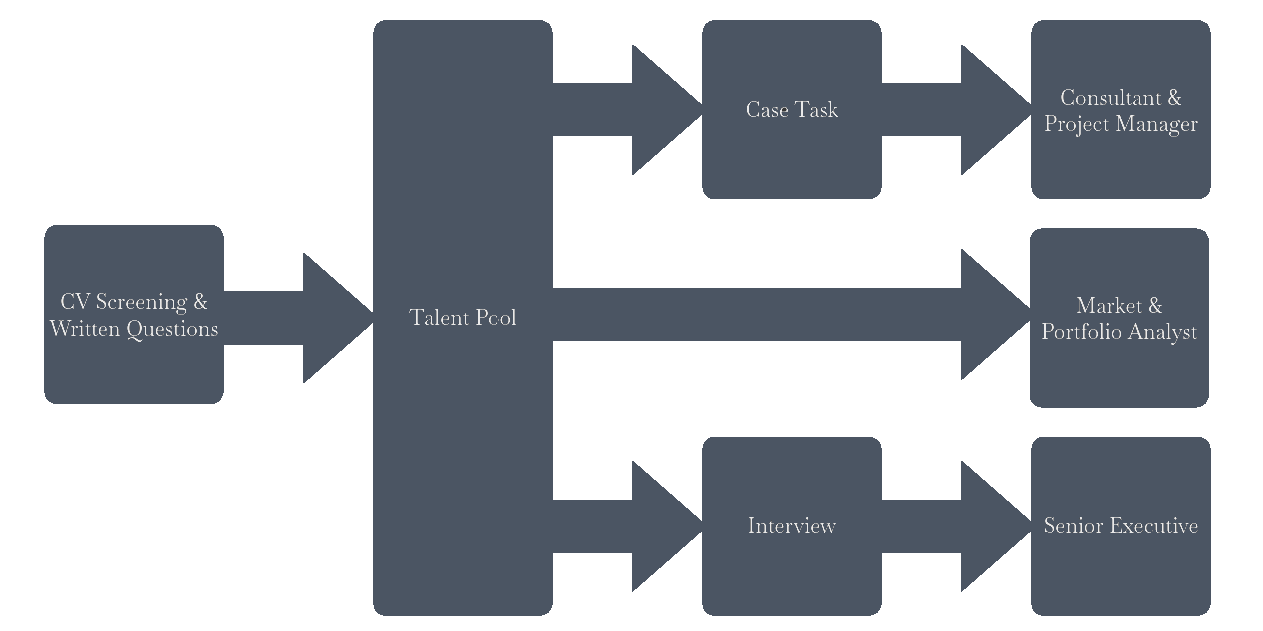 CV Screening &
Written Questions
Talent Pool
Case Task
Consultant &
Project Manager
Market &
Portfolio Analyst
Interview
Senior Executive